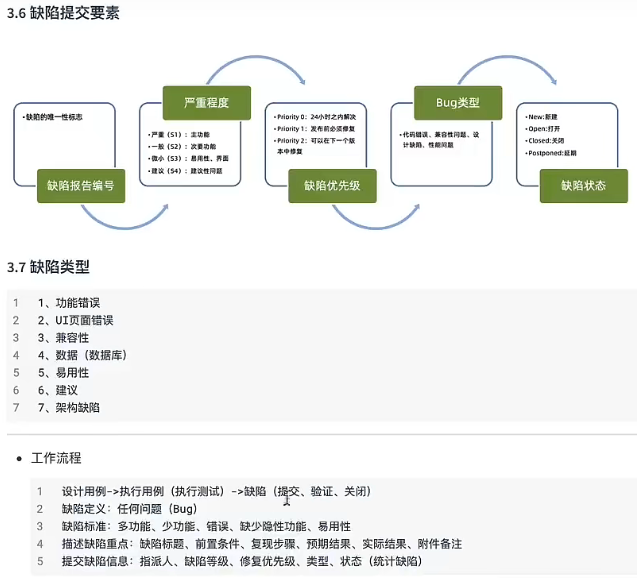 3.6 缺陷提交要素
•缺陷的唯一性标志
缺陷报告编号
严重程度
•严重（S1）：主功能
•一般（S2）：次要功能
•微小（S3）：易用性、界面
•建议（S4）：建议性问题
•Priority 0：24小时之内解决
•Priority 1：发布前必须修复
•Priority 2：可以在下一个版
本中修复
缺陷优先级
Bug类型
•代码错误、兼容性问题、设
计缺陷、性能问题
•New:新建
•Open:打开
•Closed:关闭
•Postponed:延期
缺陷状态
3.7 缺陷类型
1 1、功能错误
2 2、UI页面错误
3 3、兼容性
4 4、数据（数据库）
5 5、易用性
6 6、建议
7 7、架构缺陷
• 工作流程
1 设计用例->执行用例（执行测试）->缺陷（提交、验证、关闭）
2 缺陷定义：任何问题（Bug）
3 缺陷标准：多功能、少功能、错误、缺少隐性功能、易用性
4 描述缺陷重点：缺陷标题、前置条件、复现步骤、预期结果、实际结果、附件备注
5 提交缺陷信息：指派人、缺陷等级、修复优先级、类型、状态（统计缺陷）